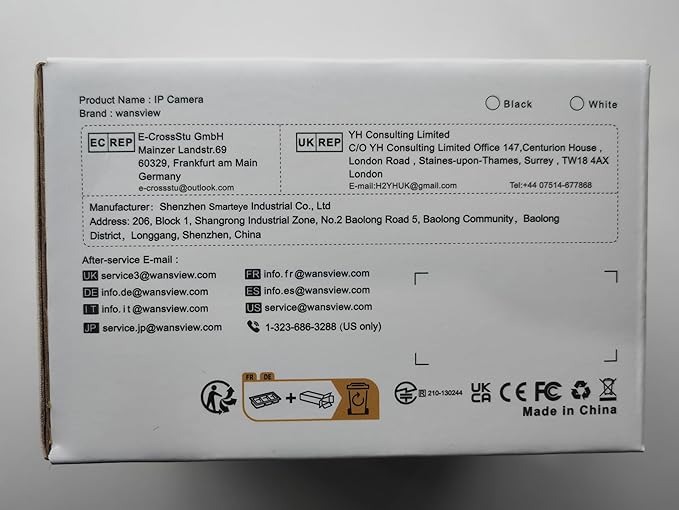 Product Name : IP Camera
Brand : wansview
Black
White
EC REP
E-CrossStu GmbH
Mainzer Landstr.69
60329, Frankfurt am Main
Germany
e-crossstu@outlook.com
UK REP
YH Consulting Limited
C/O YH Consulting Limited Office 147,Centurion House ,
London Road , Staines-upon-Thames, Surrey , TW18 4AX
London
E-mail:H2YHUK@gmail.com Tel:+44 07514-677868
Manufacturer: Shenzhen Smarteye Industrial Co., Ltd
Address: 206, Block 1, Shangrong Industrial Zone, No.2 Baolong Road 5, Baolong Community, Baolong
District, Longgang, Shenzhen, China
After-service E-mail :
UK service3@wansview.com
DE info.de@wansview.com
IT info.it@wansview.com
JP service.jp@wansview.com
FR info.fr@wansview.com
ES info.es@wansview.com
US service@wansview.com
1-323-686-3288 (US only)
FR DE
R 210-130244
UK CA CE FC
Made in China